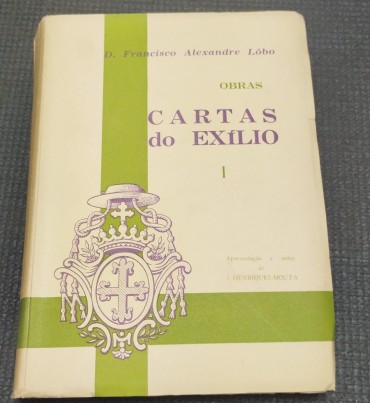 D. Francisco Alexandre Lôbo
OBRAS
CARTAS
do EXÍLIO
I
Apresentação e notas
de
J. HENRIQUES MOUTA